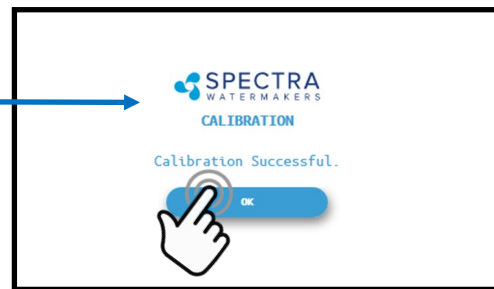 SPECTRA
WATERMAKERS
CALIBRATION
Calibration Successful.
OK